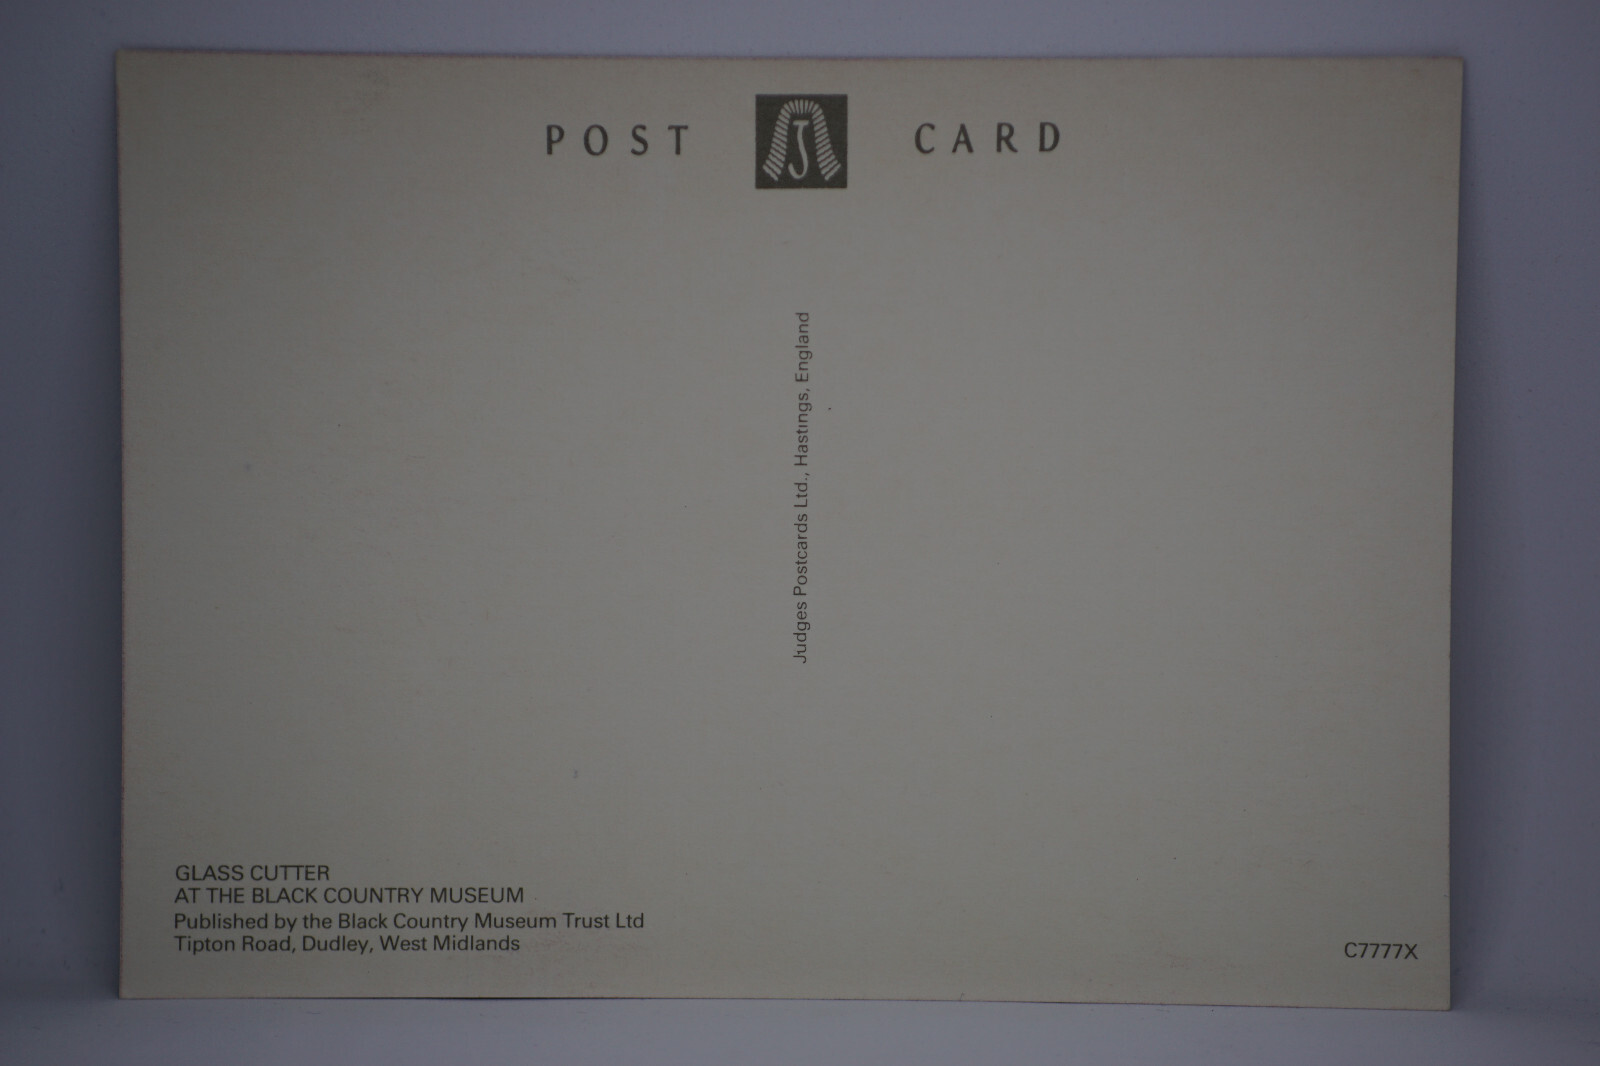 POST J CARD
Judges Postcards Ltd., Hastings, England
GLASS CUTTER
AT THE BLACK COUNTRY MUSEUM
Published by the Black Country Museum Trust Ltd
Tipton Road, Dudley, West Midlands
C7777X